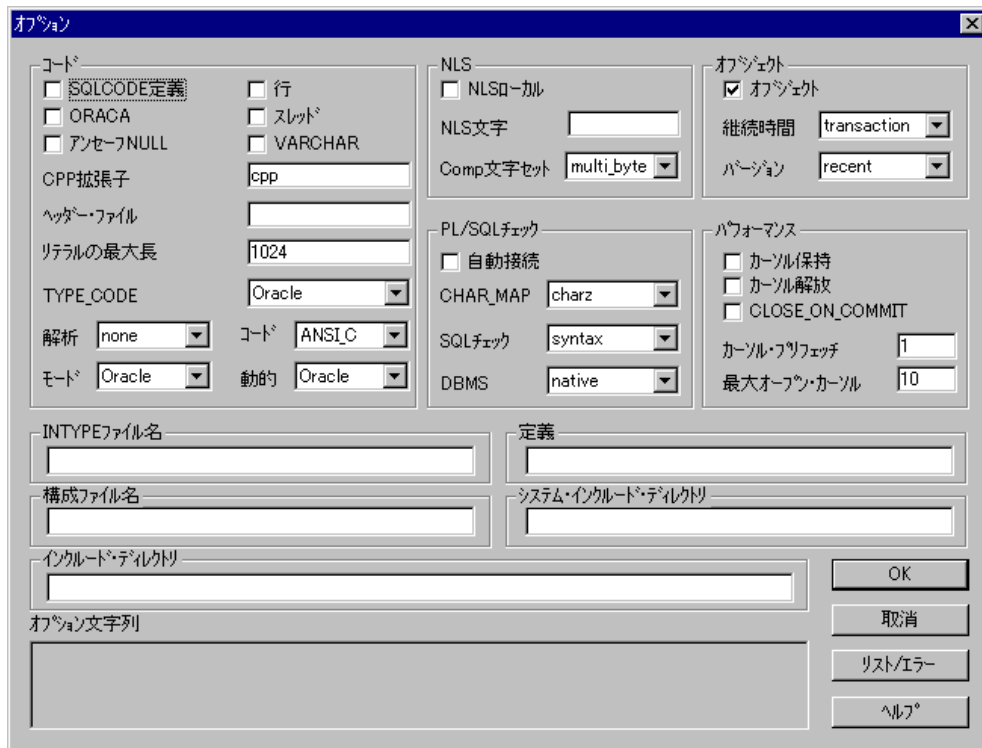 ｵﾌﾟｼｮﾝ
ｺｰﾄﾞ
SQLCODE定義
行
ORACA
ｽﾚｯﾄﾞ
ｱﾝｾｰﾌNULL
VARCHAR
CPP拡張子
cpp
ﾍｯﾀﾞｰ･ﾌｧｲﾙ
ﾘﾃﾗﾙの最大長
1024
TYPE_CODE
Oracle
解析
none
ｺｰﾄﾞ
ANSI_C
ﾓｰﾄﾞ
Oracle
動的
Oracle
NLS
NLSﾛｰｶﾙ
NLS文字
Comp文字ｾｯﾄ
multi_byte
ｵﾌﾞｼﾞｪｸﾄ
ｵﾌﾞｼﾞｪｸﾄ
継続時間
transaction
ﾊﾞｰｼﾞｮﾝ
recent
PL/SQLﾁｪｯｸ
自動接続
CHAR_MAP
charz
SQLﾁｪｯｸ
syntax
DBMS
native
ﾊﾟﾌｫｰﾏﾝｽ
ｶｰｿﾙ保持
ｶｰｿﾙ解放
CLOSE_ON_COMMIT
ｶｰｿﾙ･ﾌﾟﾘﾌｪｯﾁ
1
最大ｵｰﾌﾟﾝ･ｶｰｿﾙ
10
INTYPEﾌｧｲﾙ名
定義
構成ﾌｧｲﾙ名
ｼｽﾃﾑ･ｲﾝｸﾙｰﾄﾞ･ﾃﾞｨﾚｸﾄﾘ
ｲﾝｸﾙｰﾄﾞ･ﾃﾞｨﾚｸﾄﾘ
ｵﾌﾟｼｮﾝ文字列
OK
取消
ﾘｽﾄ/ｴﾗｰ
ﾍﾙﾌﾟ